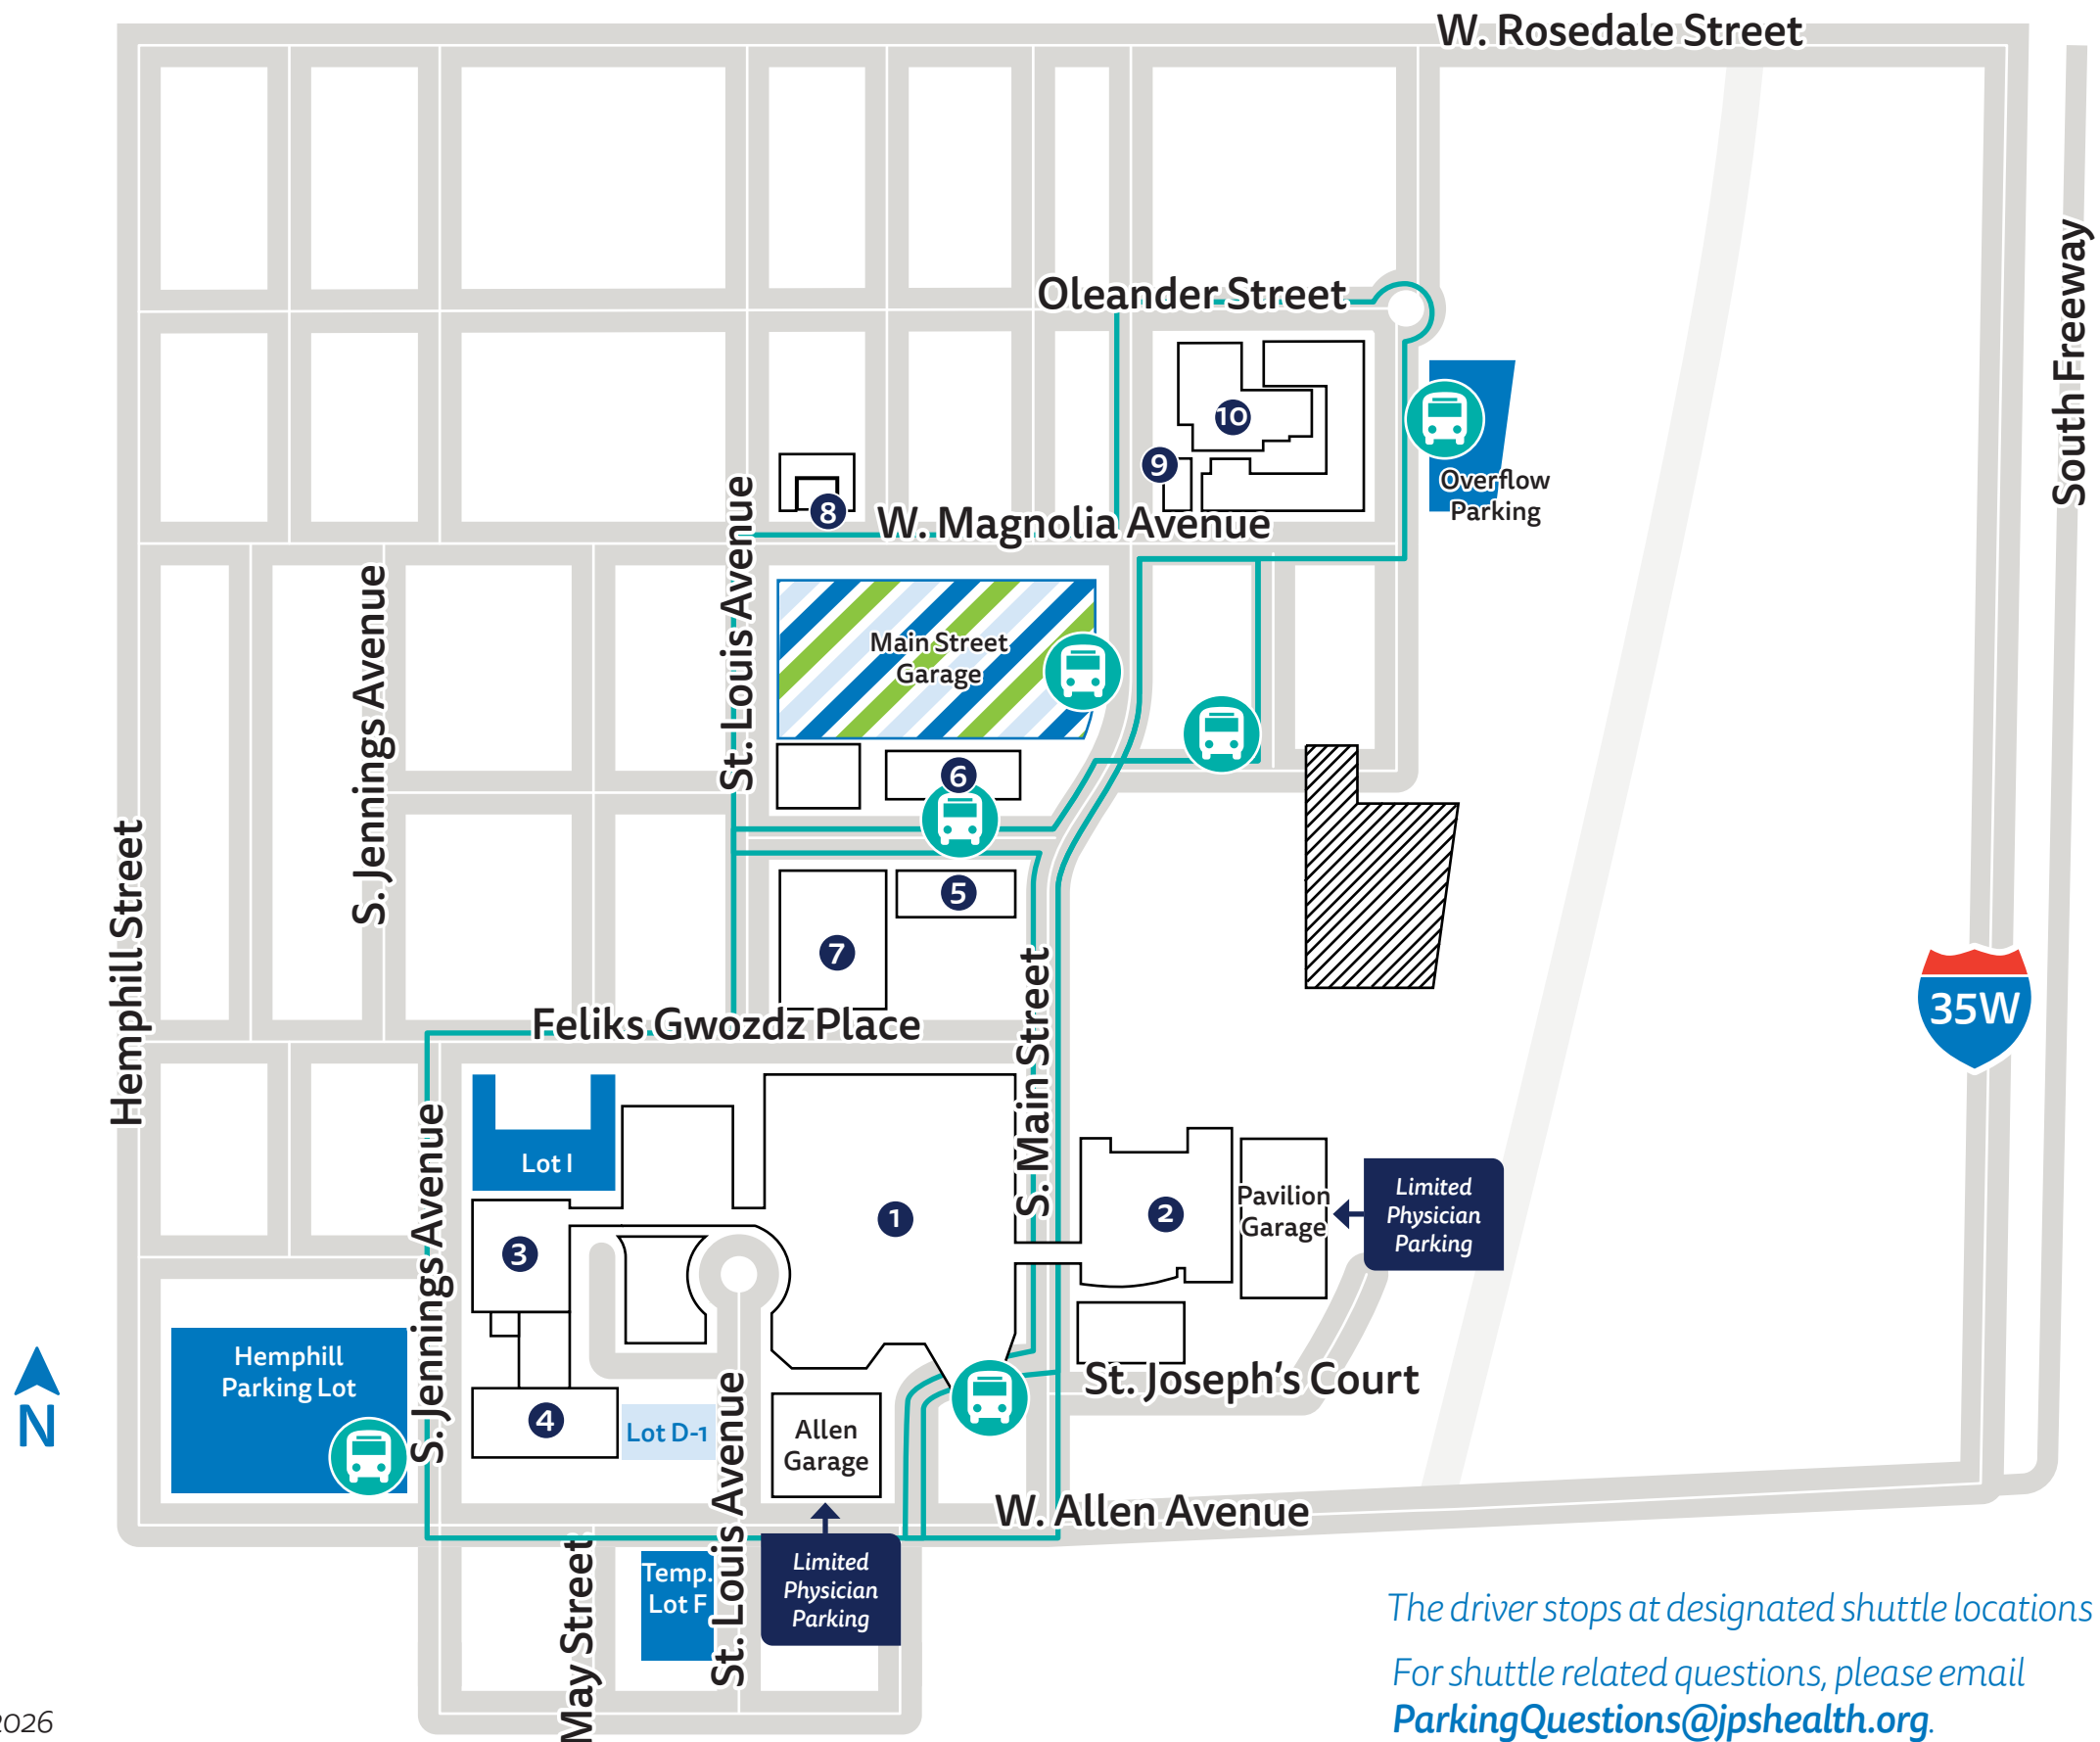 W. Rosedale Street
South Freeway
Oleander Street
10
9
Overflow
Parking
8
W. Magnolia Avenue
St. Louis Avenue
S. Jennings Avenue
Main Street
Garage
6
5
7
Hemphill Street
S. Main Street
35W
Feliks Gwozdz Place
S. Jennings Avenue
Lot I
1
2
3
Pavilion
Garage
Limited
Physician
Parking
Hemphill
Parking Lot
St. Joseph's Court
4
Lot D-1
Allen
Garage
N
St. Louis Avenue
W. Allen Avenue
May Street
Temp.
Lot F
Limited
Physician
Parking
The driver stops at designated shuttle locations
For shuttle related questions, please email
ParkingQuestions@jpshealth.org.
2026